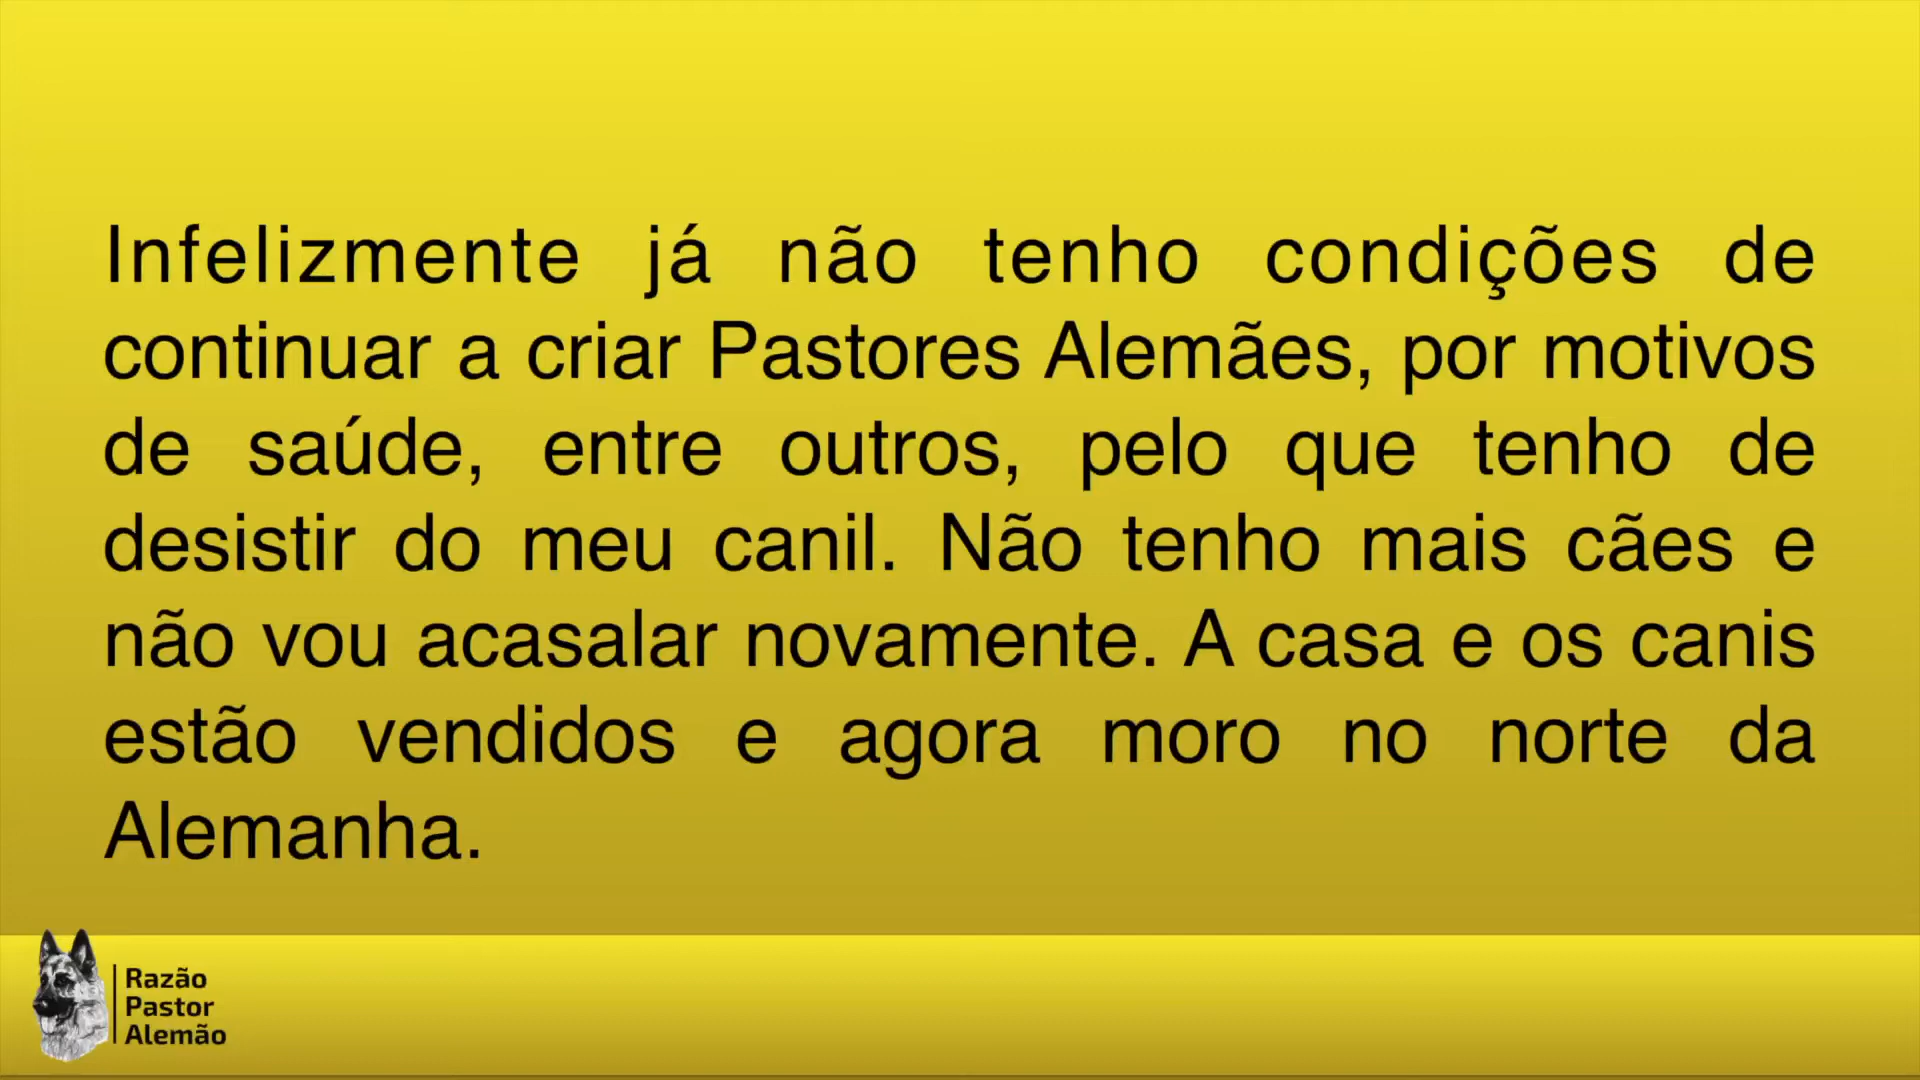 Infelizmente já não tenho condições de
continuar a criar Pastores Alemães, por motivos
de saúde, entre outros, pelo que tenho de
desistir do meu canil. Não tenho mais cães e
não vou acasalar novamente. A casa e os canis
estão vendidos e agora moro no norte da
Alemanha.
Razão
Pastor
Alemão